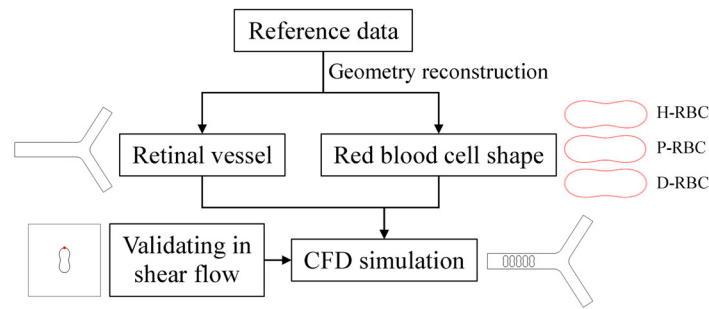 Reference data
Geometry reconstruction
Retinal vessel
Red blood cell shape
H-RBC
P-RBC
D-RBC
Validating in
shear flow
CFD simulation